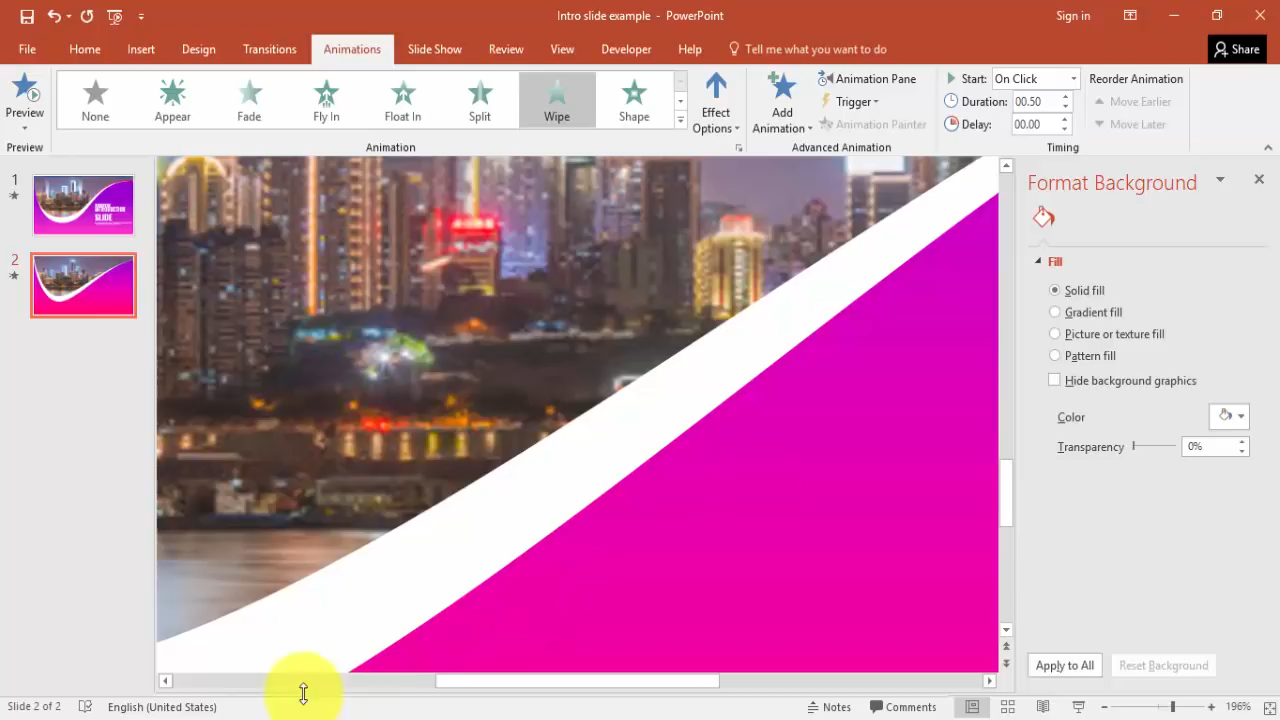 Intro slide example - PowerPoint
Sign in
File Home Insert Design Transitions Animations Slide Show Review View Developer Help Tell me what you want to do Share
Preview
None Appear Fade Fly In Float In Split Wipe Shape
Effect Options
Add Animation
Animation Pane
Trigger
Animation Painter
Start: On Click
Duration: 00.50
Delay: 00.00
Reorder Animation
Move Earlier
Move Later
Preview Animation Advanced Animation Timing
1
SLIDE
2
Format Background
Fill
Solid fill
Gradient fill
Picture or texture fill
Pattern fill
Hide background graphics
Color
Transparency 0%
Apply to All Reset Background
Slide 2 of 2 English (United States) Notes Comments 196%